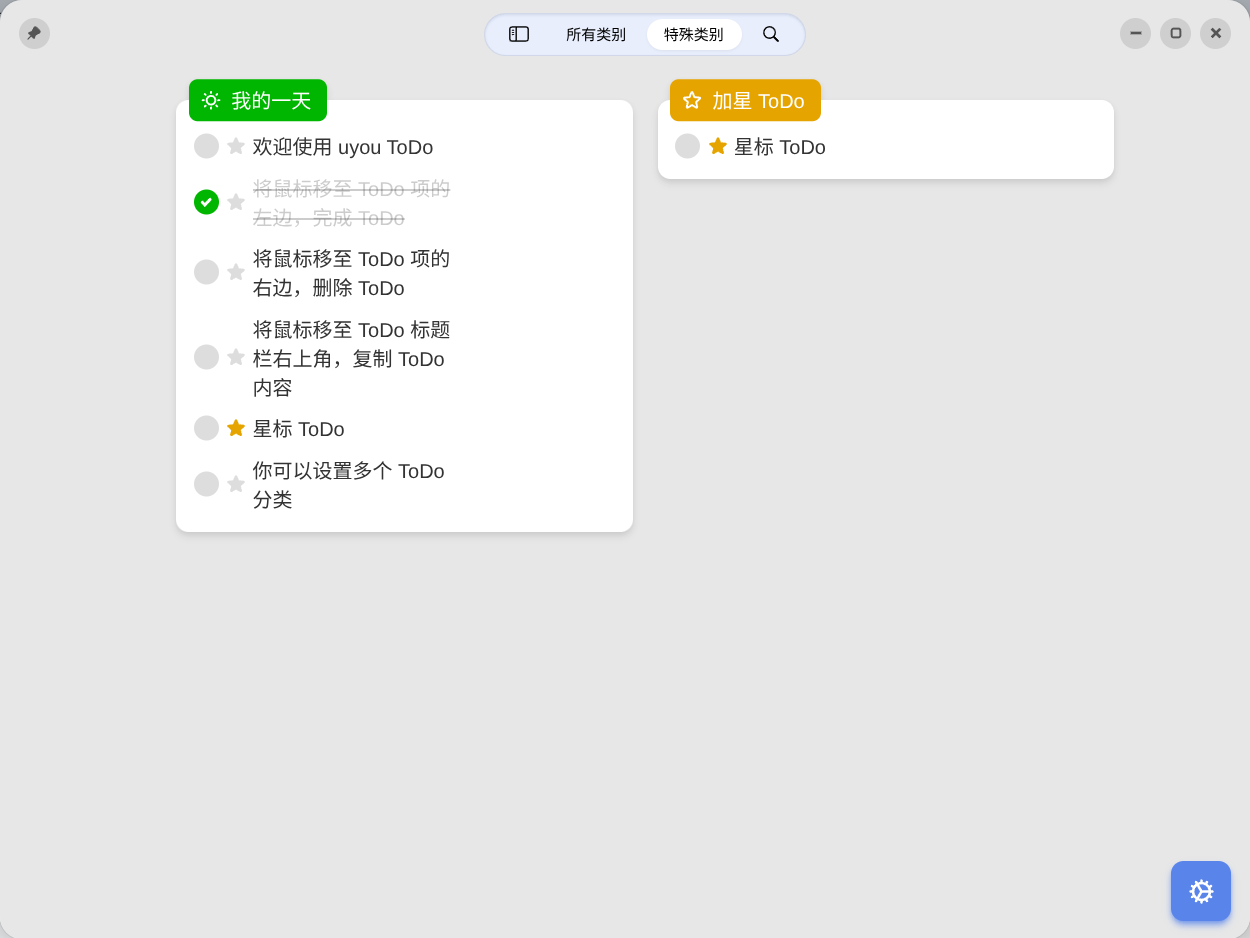 所有类别
特殊类别
我的一天
欢迎使用 uyou ToDo
将鼠标移至 ToDo 项的
左边，完成 ToDo
将鼠标移至 ToDo 项的
右边，删除 ToDo
将鼠标移至 ToDo 标题
栏右上角，复制 ToDo
内容
星标 ToDo
你可以设置多个 ToDo
分类
加星 ToDo
星标 ToDo